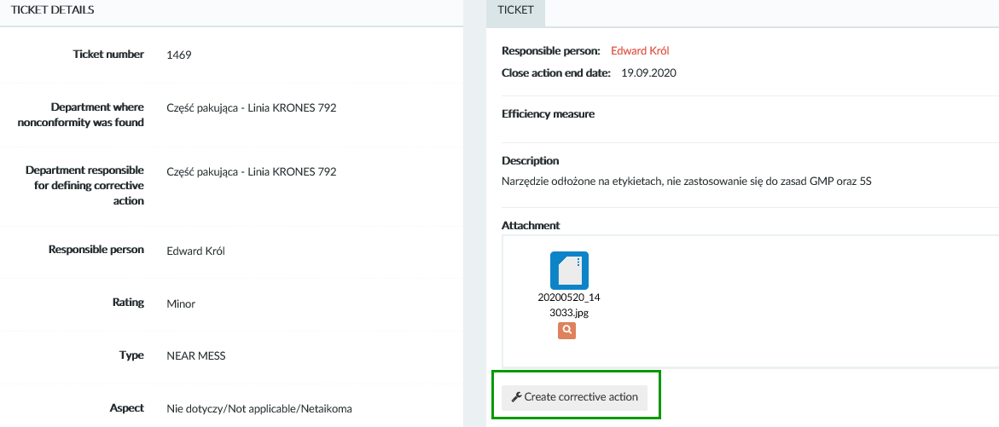 TICKET DETAILS
Ticket number 1469
Department where
nonconformity was found Część pakująca - Linia KRONES 792
Department responsible
for defining corrective
action Część pakująca - Linia KRONES 792
Responsible person Edward Król
Rating Minor
Type NEAR MESS
Aspect Nie dotyczy/Not applicable/Netaikoma
TICKET
Responsible person: Edward Król
Close action end date: 19.09.2020
Efficiency measure
Description
Narzędzie odłożone na etykietach, nie zastosowanie się do zasad GMP oraz 5S
Attachment
20200520_14
3033.jpg
Create corrective action